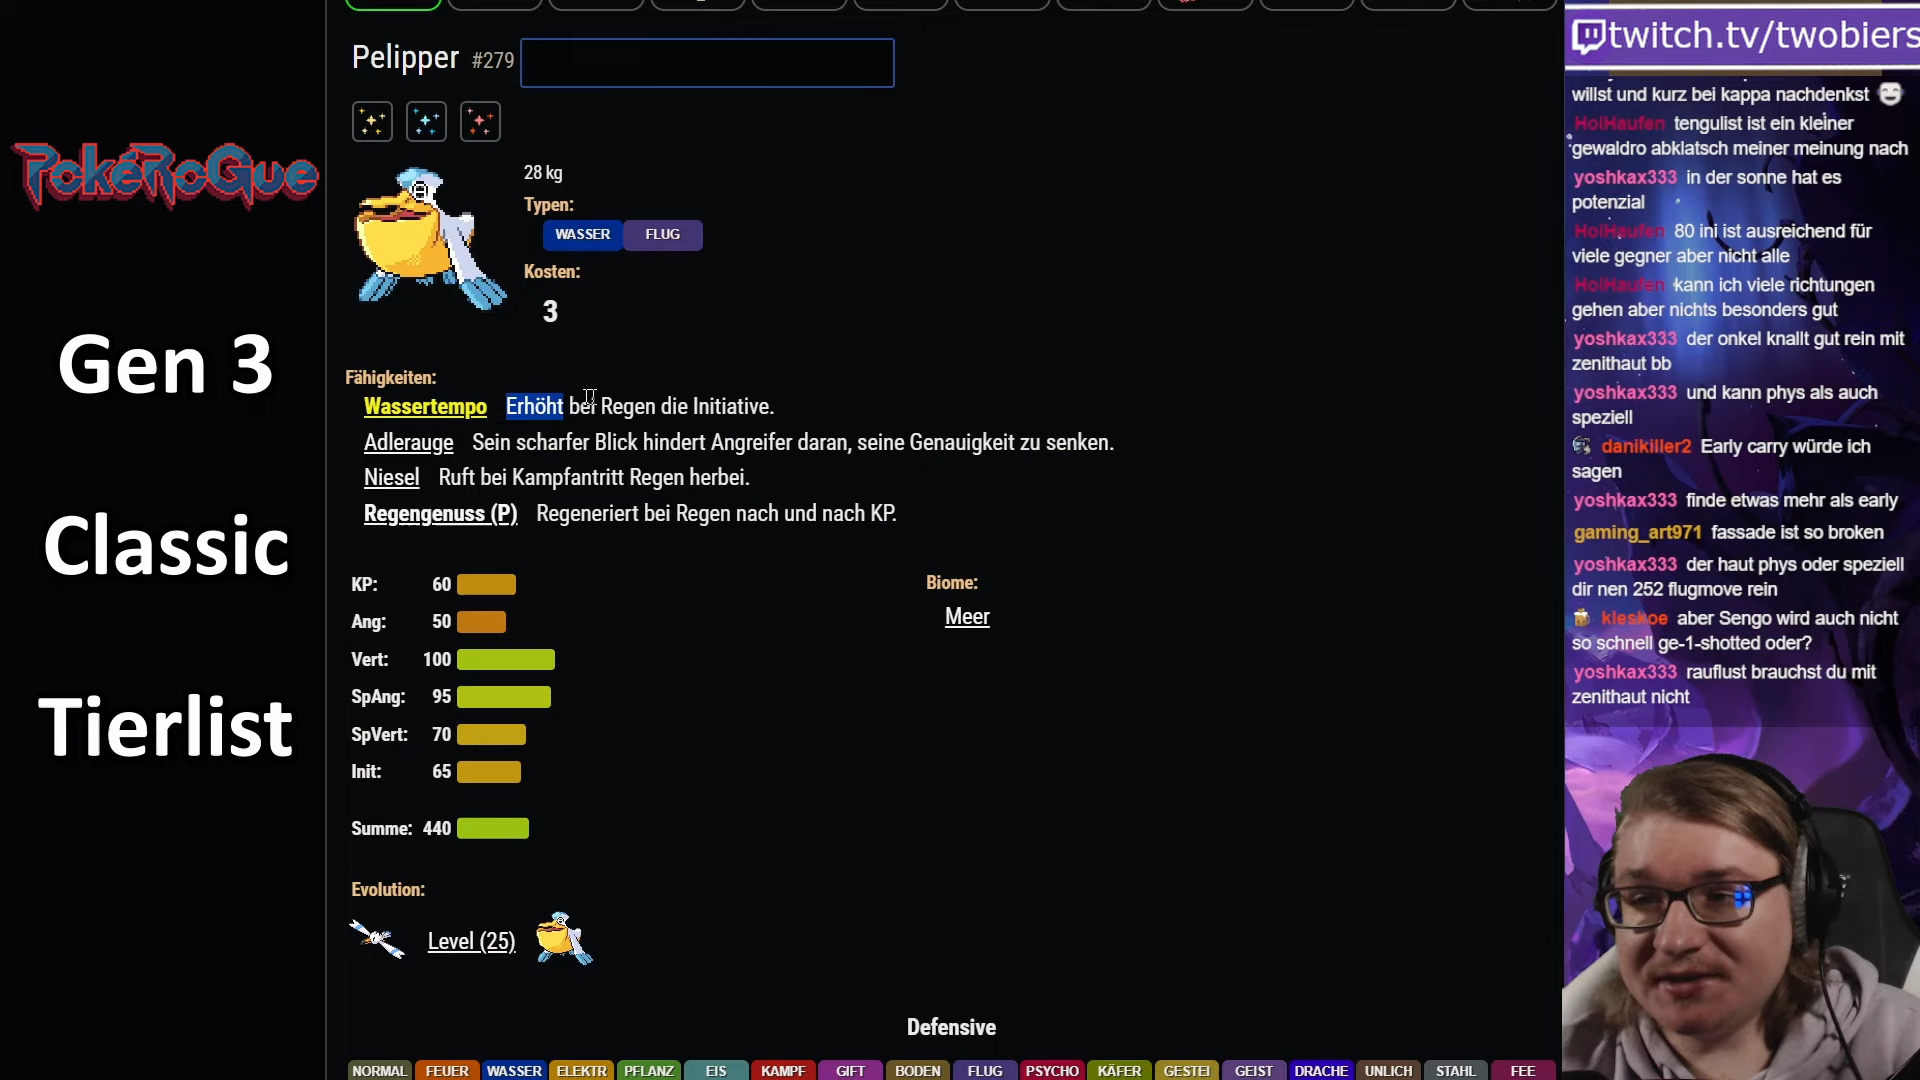 Pelipper #279
twitch.tv/twobiers
PokéRogue
Gen 3
Classic
Tierlist
28 kg
Typen:
WASSER FLUG
Kosten:
3
Fähigkeiten:
Wassertempo Erhöht bei Regen die Initiative.
Adlerauge Sein scharfer Blick hindert Angreifer daran, seine Genauigkeit zu senken.
Niesel Ruft bei Kampfantritt Regen herbei.
Regengenuss (P) Regeneriert bei Regen nach und nach KP.
KP: 60
Ang: 50
Vert: 100
SpAng: 95
SpVert: 70
Init: 65
Summe: 440
Biome:
Meer
Evolution:
Level (25)
Defensive
NORMAL FEUER WASSER ELEKTR PFLANZ EIS KAMPF GIFT BODEN FLUG PSYCHO KÄFER GESTEI GEIST DRACHE UNLICH STAHL FEE
willst und kurz bei kappa nachdenkst
HolHaufen tengulist ist ein kleiner
gewaldro abklatsch meiner meinung nach
yoshkax333 in der sonne hat es
potenzial
HolHaufen 80 ini ist ausreichend für
viele gegner aber nicht alle
HolHaufen kann ich viele richtungen
gehen aber nichts besonders gut
yoshkax333 der onkel knallt gut rein mit
zenithaut bb
yoshkax333 und kann phys als auch
speziell
danikiller2 Early carry würde ich
sagen
yoshkax333 finde etwas mehr als early
gaming_art971 fassade ist so broken
yoshkax333 der haut phys oder speziell
dir nen 252 flugmove rein
kleskoe aber Sengo wird auch nicht
so schnell ge-1-shotted oder?
yoshkax333 rauflust brauchst du mit
zenithaut nicht